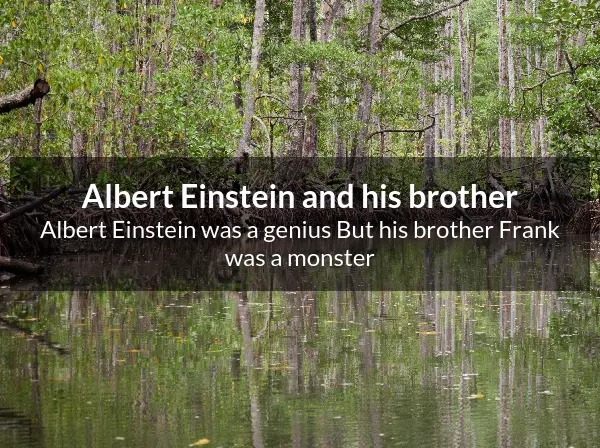 Albert Einstein and his brother
Albert Einstein was a genius But his brother Frank
was a monster